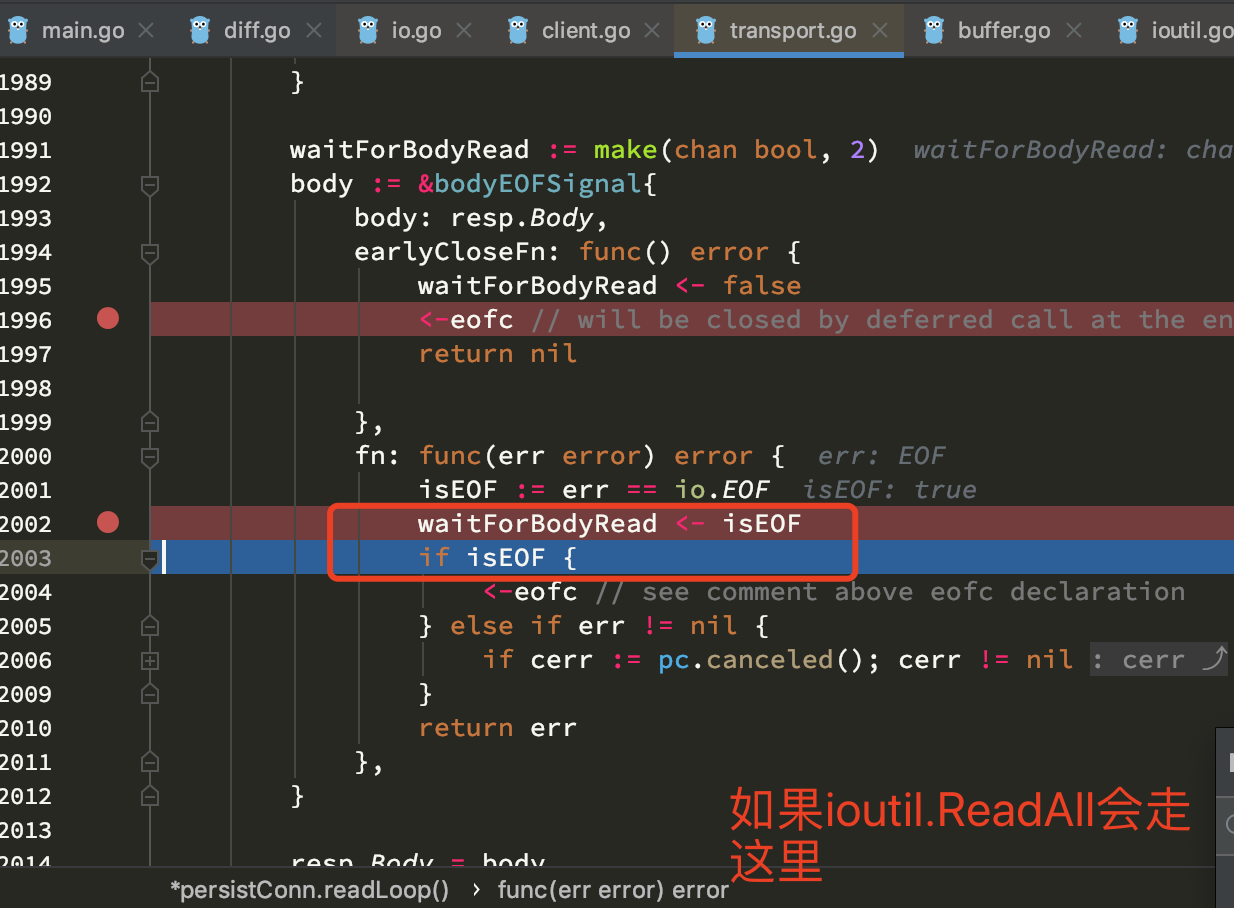 main.go diff.go io.go client.go transport.go buffer.go ioutil.go
1989 }
1990
1991 waitForBodyRead := make(chan bool, 2) waitForBodyRead: cha
1992 body := &bodyEOFSignal{
1993 body: resp.Body,
1994 earlyCloseFn: func() error {
1995 waitForBodyRead <- false
1996 <-eofc // will be closed by deferred call at the en
1997 return nil
1998
1999 },
2000 fn: func(err error) error { err: EOF
2001 isEOF := err == io.EOF isEOF: true
2002 waitForBodyRead <- isEOF
2003 if isEOF {
2004 <-eofc // see comment above eofc declaration
2005 } else if err != nil {
2006 if cerr := pc.canceled(); cerr != nil : cerr
2009 }
2010 return err
2011 },
2012 }
2013
2014 resp.Body = body
如果ioutil.ReadAll会走
这里
*persistConn.readLoop() › func(err error) error